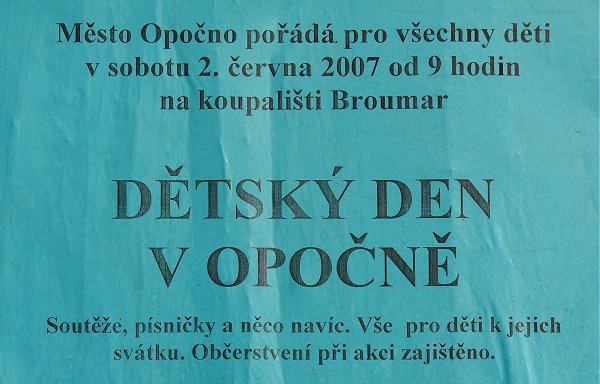 Město Opočno pořádá pro všechny děti
v sobotu 2. června 2007 od 9 hodin
na koupališti Broumar
DĚTSKÝ DEN
V OPOČNĚ
Soutěže, písničky a něco navíc. Vše pro děti k jejich
svátku. Občerstvení při akci zajištěno.